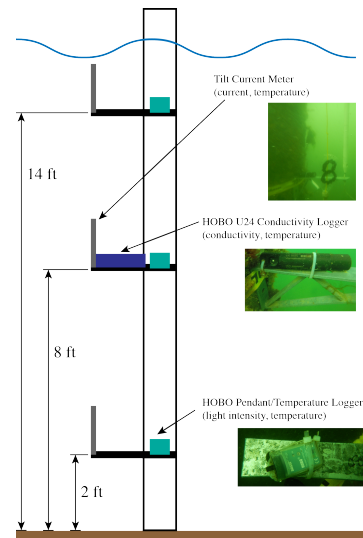 Tilt Current Meter
(current, temperature)
14 ft
8
HOBO U24 Conductivity Logger
(conductivity, temperature)
8 ft
HOBO Pendant/Temperature Logger
(light intensity, temperature)
2 ft